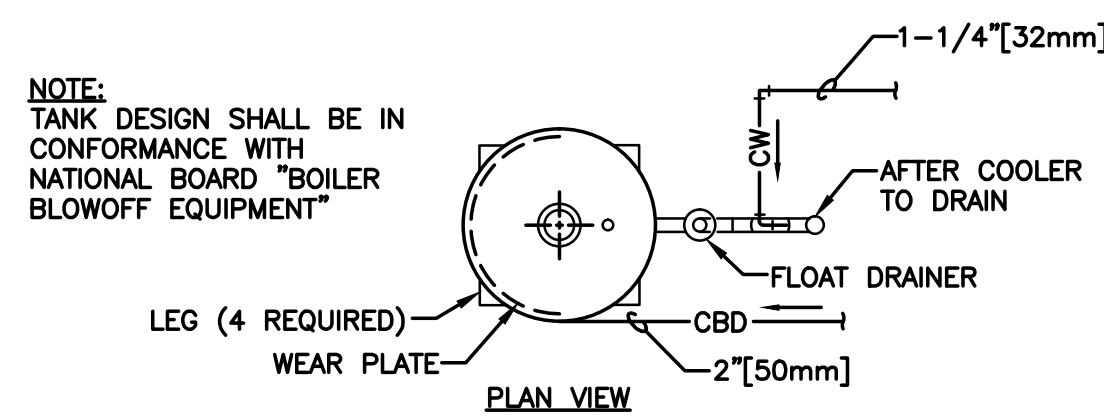 NOTE:
TANK DESIGN SHALL BE IN
CONFORMANCE WITH
NATIONAL BOARD "BOILER
BLOWOFF EQUIPMENT"
1-1/4"[32mm]
CW
AFTER COOLER
TO DRAIN
FLOAT DRAINER
LEG (4 REQUIRED)
CBD
WEAR PLATE
2"[50mm]
PLAN VIEW